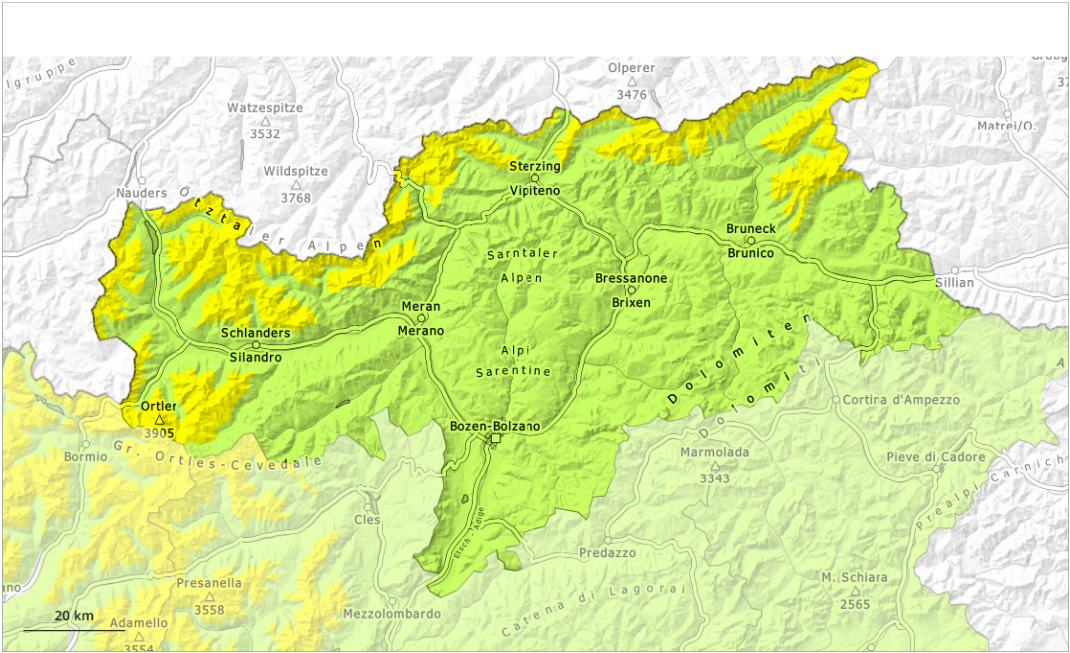 lgruppe
Olperer
3476
Watzespitze
3532
Matrei/O.
Wildspitze
3768
Nauders
Ötztaler Alpen
Sterzing
Vipiteno
Bruneck
Brunico
Sarntaler
Alpen
Bressanone
Brixen
Sillian
Meran
Merano
Schlanders
Silandro
Alpi
Sarentine
Dolomiten
Dolomiti
Ortler
3905
Cortina d'Ampezzo
Bozen-Bolzano
Bormio
Gr. Ortles-Cevedale
Marmolada
3343
Pieve di Cadore
Prealpi Carnich
Cles
Etsch - Adige
Predazzo
ano
Presanella
3558
M. Schiara
2565
Mezzolombardo
Catena di Lagorai
20 km
Adamello
3554